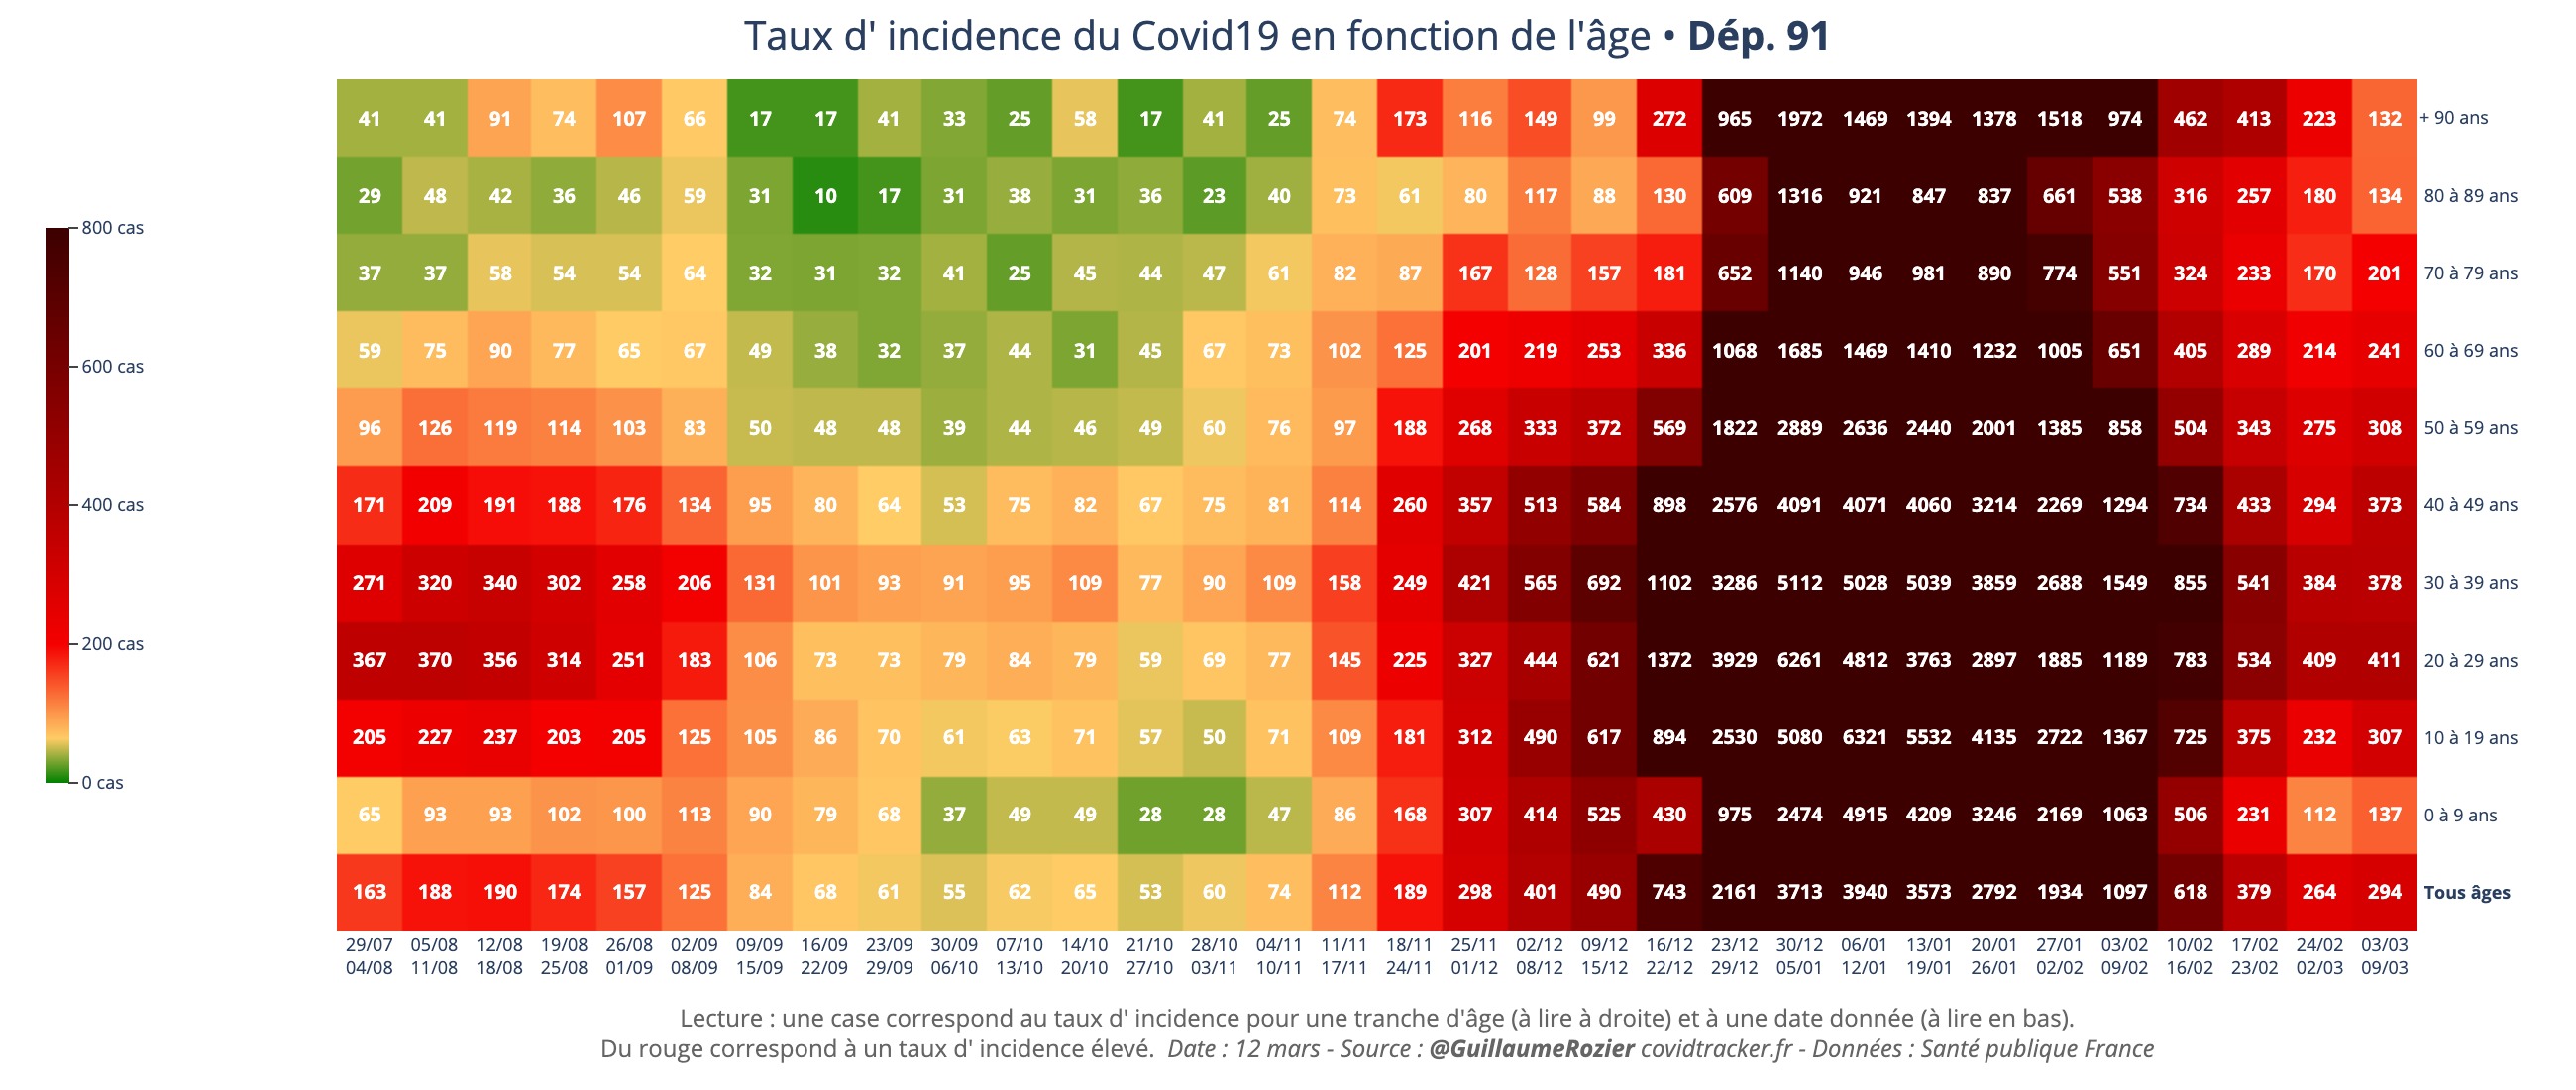 Taux d' incidence du Covid19 en fonction de l'âge • Dép. 91
41 41 91 74 107 66 17 17 41 33 25 58 17 41 25 74 173 116 149 99 272 965 1972 1469 1394 1378 1518 974 462 413 223 132 + 90 ans
29 48 42 36 46 59 31 10 17 31 38 31 36 23 40 73 61 80 117 88 130 609 1316 921 847 837 661 538 316 257 180 134 80 à 89 ans
800 cas
37 37 58 54 54 64 32 31 32 41 25 45 44 47 61 82 87 167 128 157 181 652 1140 946 981 890 774 551 324 233 170 201 70 à 79 ans
59 75 90 77 65 67 49 38 32 37 44 31 45 67 73 102 125 201 219 253 336 1068 1685 1469 1410 1232 1005 651 405 289 214 241 60 à 69 ans
600 cas
96 126 119 114 103 83 50 48 48 39 44 46 49 60 76 97 188 268 333 372 569 1822 2889 2636 2440 2001 1385 858 504 343 275 308 50 à 59 ans
400 cas
171 209 191 188 176 134 95 80 64 53 75 82 67 75 81 114 260 357 513 584 898 2576 4091 4071 4060 3214 2269 1294 734 433 294 373 40 à 49 ans
271 320 340 302 258 206 131 101 93 91 95 109 77 90 109 158 249 421 565 692 1102 3286 5112 5028 5039 3859 2688 1549 855 541 384 378 30 à 39 ans
200 cas
367 370 356 314 251 183 106 73 73 79 84 79 59 69 77 145 225 327 444 621 1372 3929 6261 4812 3763 2897 1885 1189 783 534 409 411 20 à 29 ans
205 227 237 203 205 125 105 86 70 61 63 71 57 50 71 109 181 312 490 617 894 2530 5080 6321 5532 4135 2722 1367 725 375 232 307 10 à 19 ans
0 cas
65 93 93 102 100 113 90 79 68 37 49 49 28 28 47 86 168 307 414 525 430 975 2474 4915 4209 3246 2169 1063 506 231 112 137 0 à 9 ans
163 188 190 174 157 125 84 68 61 55 62 65 53 60 74 112 189 298 401 490 743 2161 3713 3940 3573 2792 1934 1097 618 379 264 294 Tous âges
29/07 05/08 12/08 19/08 26/08 02/09 09/09 16/09 23/09 30/09 07/10 14/10 21/10 28/10 04/11 11/11 18/11 25/11 02/12 09/12 16/12 23/12 30/12 06/01 13/01 20/01 27/01 03/02 10/02 17/02 24/02 03/03
04/08 11/08 18/08 25/08 01/09 08/09 15/09 22/09 29/09 06/10 13/10 20/10 27/10 03/11 10/11 17/11 24/11 01/12 08/12 15/12 22/12 29/12 05/01 12/01 19/01 26/01 02/02 09/02 16/02 23/02 02/03 09/03
Lecture : une case correspond au taux d' incidence pour une tranche d'âge (à lire à droite) et à une date donnée (à lire en bas).
Du rouge correspond à un taux d' incidence élevé. Date : 12 mars - Source : @GuillaumeRozier covidtracker.fr - Données : Santé publique France